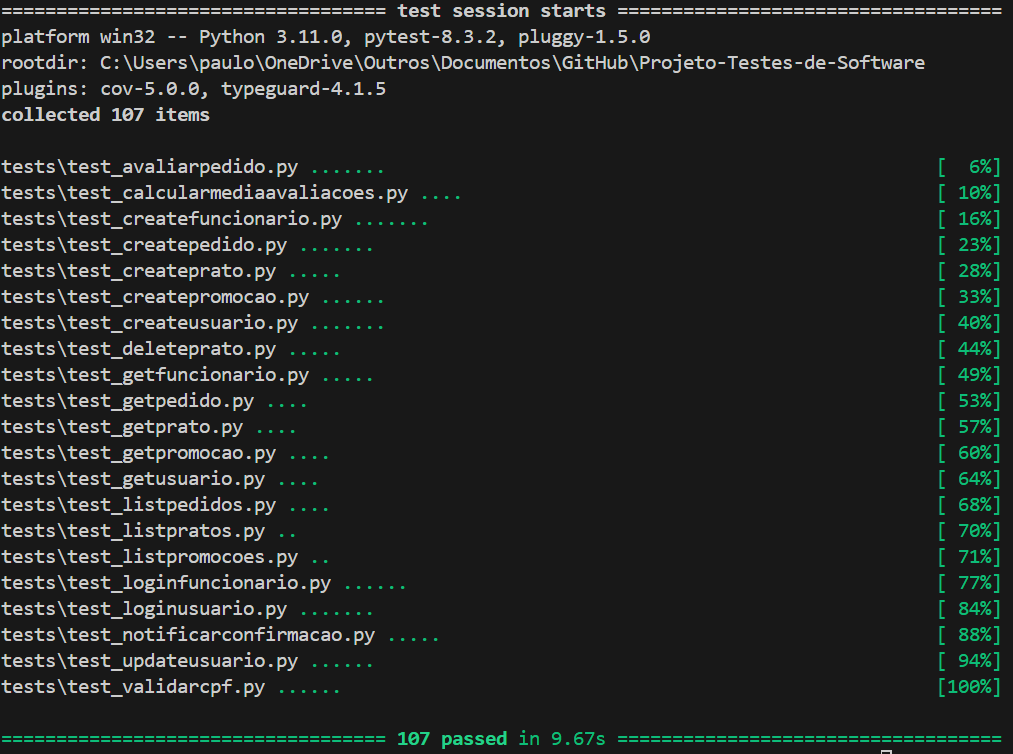 =================================== test session starts ===================================
platform win32 -- Python 3.11.0, pytest-8.3.2, pluggy-1.5.0
rootdir: C:\Users\paulo\OneDrive\Outros\Documentos\GitHub\Projeto-Testes-de-Software
plugins: cov-5.0.0, typeguard-4.1.5
collected 107 items

tests\test_avaliarpedido.py ....... [  6%]
tests\test_calcularmediaavaliacoes.py .... [ 10%]
tests\test_createfuncionario.py ....... [ 16%]
tests\test_createpedido.py ....... [ 23%]
tests\test_createprato.py ..... [ 28%]
tests\test_createpromocao.py ...... [ 33%]
tests\test_createusuario.py ....... [ 40%]
tests\test_deleteprato.py ..... [ 44%]
tests\test_getfuncionario.py ..... [ 49%]
tests\test_getpedido.py .... [ 53%]
tests\test_getprato.py .... [ 57%]
tests\test_getpromocao.py .... [ 60%]
tests\test_getusuario.py .... [ 64%]
tests\test_listpedidos.py .... [ 68%]
tests\test_listpratos.py .. [ 70%]
tests\test_listpromocoes.py .. [ 71%]
tests\test_loginfuncionario.py ...... [ 77%]
tests\test_loginusuario.py ....... [ 84%]
tests\test_notificarconfirmacao.py ..... [ 88%]
tests\test_updateusuario.py ...... [ 94%]
tests\test_validarcpf.py ...... [100%]

=================================== 107 passed in 9.67s ===================================